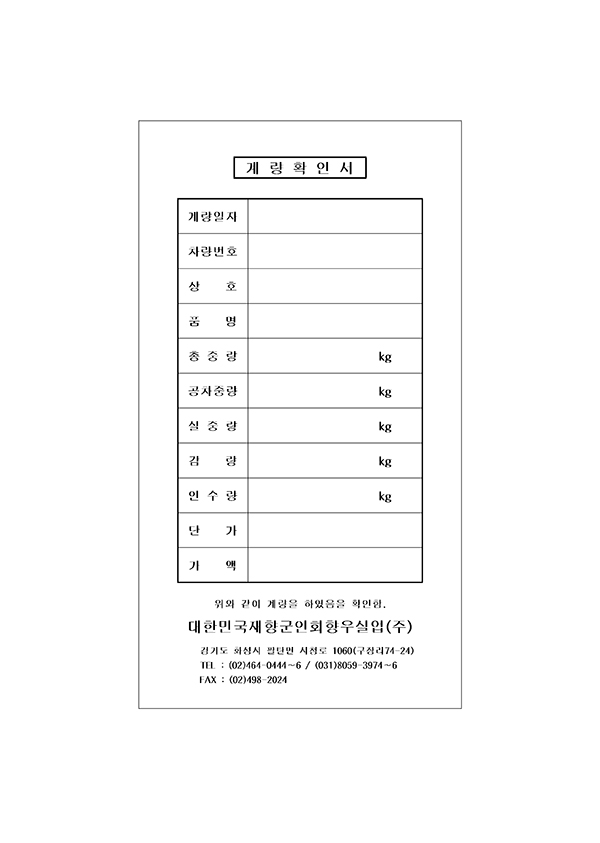 계 량 확 인 서
계량일자
차량번호
상 호
품 명
총 중 량 kg
공차중량 kg
실 중 량 kg
감 량 kg
인 수 량 kg
단 가
가 액
위와 같이 계량을 하였음을 확인함.
대한민국재향군인회향우실업(주)
경기도 화성시 팔탄면 시청로 1060(구장리74-24)
TEL : (02)464-0444~6 / (031)8059-3974~6
FAX : (02)498-2024